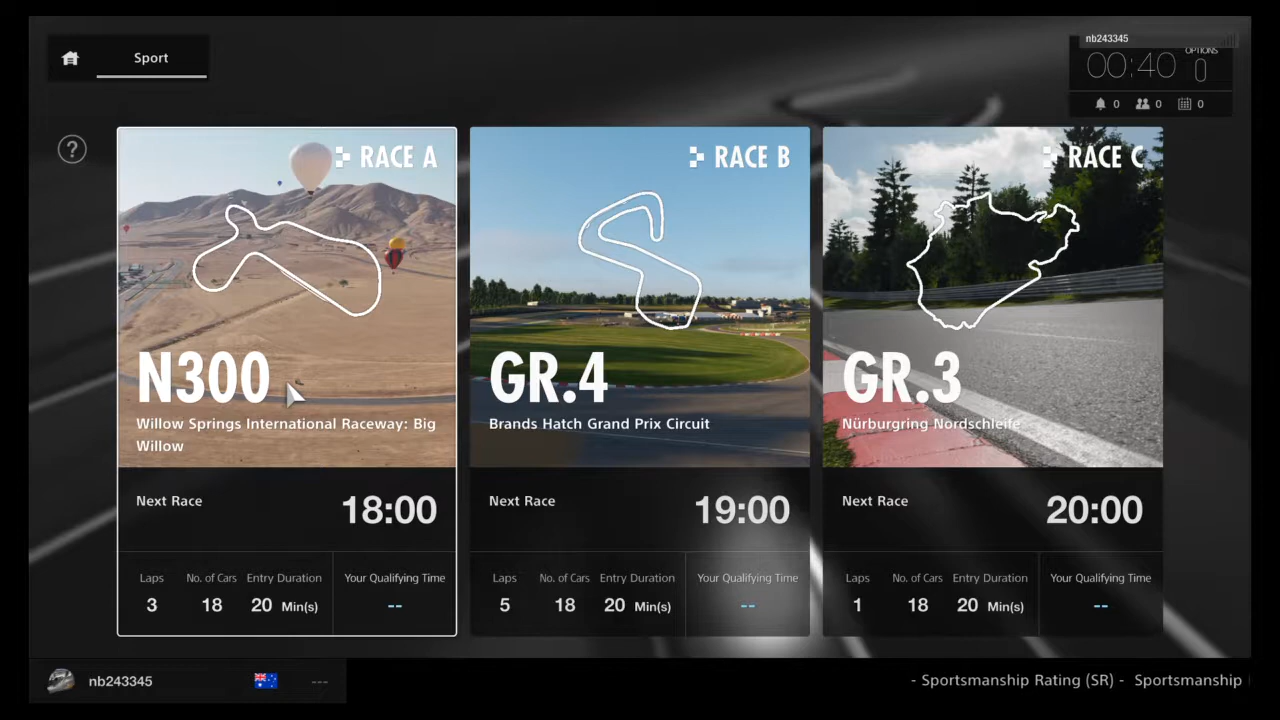 Sport
nb243345
00:40
OPTIONS
0
0
0
0
?
RACE A
N300
Willow Springs International Raceway: Big
Willow
Next Race
18:00
Laps
No. of Cars
Entry Duration
Your Qualifying Time
3
18
20 Min(s)
--
RACE B
GR.4
Brands Hatch Grand Prix Circuit
Next Race
19:00
Laps
No. of Cars
Entry Duration
Your Qualifying Time
5
18
20 Min(s)
--
RACE C
GR.3
Nürburgring Nordschleife
Next Race
20:00
Laps
No. of Cars
Entry Duration
Your Qualifying Time
1
18
20 Min(s)
--
nb243345
---
- Sportsmanship Rating (SR) - Sportsmanship